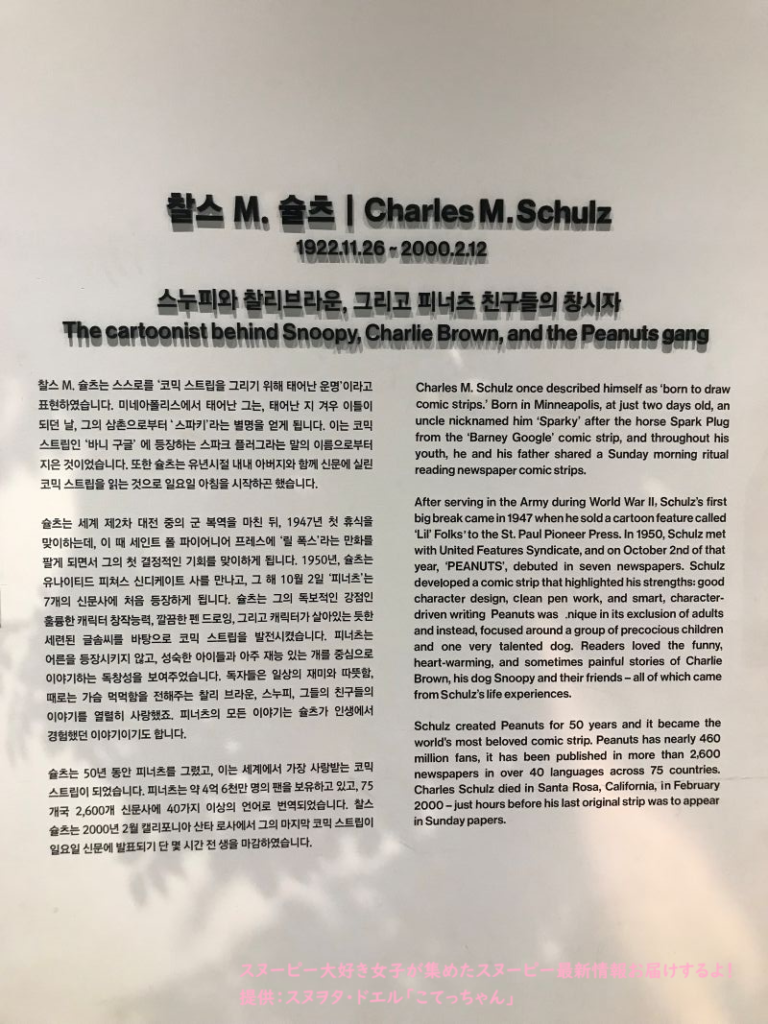 찰스 M. 슐츠 | Charles M. Schulz
1922.11.26 - 2000.2.12
스누피와 찰리브라운, 그리고 피너츠 친구들의 창시자
The cartoonist behind Snoopy, Charlie Brown, and the Peanuts gang
찰스 M. 슐츠는 스스로를 '코믹 스트립을 그리기 위해 태어난 운명'이라고
표현하였습니다. 미네아폴리스에서 태어난 그는, 태어난 지 겨우 이틀이
되던 날, 그의 삼촌으로부터 '스파키'라는 별명을 얻게 됩니다. 이는 코믹
스트립인 '바니 구글' 에 등장하는 스파크 플러그라는 말의 이름으로부터
지은 것이었습니다. 또한 슐츠는 유년시절 내내 아버지와 함께 신문에 실린
코믹 스트립을 읽는 것으로 일요일 아침을 시작하곤 했습니다.
슐츠는 세계 제2차 대전 중의 군 복역을 마친 뒤, 1947년 첫 휴식을
맞이하는데, 이 때 세인트 폴 파이어니어 프레스에 '릴 폭스'라는 만화를
팔게 되면서 그의 첫 결정적인 기회를 맞이하게 됩니다. 1950년, 슐츠는
유나이티드 피쳐스 신디케이트 사를 만나고, 그 해 10월 2일 '피너츠'는
7개의 신문사에 처음 등장하게 됩니다. 슐츠는 그의 독보적인 강점인
훌륭한 캐릭터 창작능력, 깔끔한 펜 드로잉, 그리고 캐릭터가 살아있는 듯한
세련된 글솜씨를 바탕으로 코믹 스트립을 발전시켰습니다. 피너츠는
어른을 등장시키지 않고, 성숙한 아이들과 아주 재능 있는 개를 중심으로
이야기하는 독창성을 보여주었습니다. 독자들은 일상의 재미와 따뜻함,
때로는 가슴 먹먹함을 전해주는 찰리 브라운, 스누피, 그들의 친구들의
이야기를 열렬히 사랑했죠. 피너츠의 모든 이야기는 슐츠가 인생에서
경험했던 이야기이기도 합니다.
슐츠는 50년 동안 피너츠를 그렸고, 이는 세계에서 가장 사랑받는 코믹
스트립이 되었습니다. 피너츠는 약 4억 6천만 명의 팬을 보유하고 있고, 75
개국 2,600개 신문사에 40가지 이상의 언어로 번역되었습니다. 찰스
슐츠는 2000년 2월 캘리포니아 산타 로사에서 그의 마지막 코믹 스트립이
일요일 신문에 발표되기 단 몇 시간 전 생을 마감하였습니다.
Charles M. Schulz once described himself as 'born to draw
comic strips.' Born in Minneapolis, at just two days old, an
uncle nicknamed him 'Sparky' after the horse Spark Plug
from the 'Barney Google' comic strip, and throughout his
youth, he and his father shared a Sunday morning ritual
reading newspaper comic strips.
After serving in the Army during World War II, Schulz's first
big break came in 1947 when he sold a cartoon feature called
'Lil' Folks' to the St. Paul Pioneer Press. In 1950, Schulz met
with United Features Syndicate, and on October 2nd of that
year, 'PEANUTS', debuted in seven newspapers. Schulz
developed a comic strip that highlighted his strengths: good
character design, clean pen work, and smart, character-
driven writing Peanuts was .nique in its exclusion of adults
and instead, focused around a group of precocious children
and one very talented dog. Readers loved the funny,
heart-warming, and sometimes painful stories of Charlie
Brown, his dog Snoopy and their friends – all of which came
from Schulz's life experiences.
Schulz created Peanuts for 50 years and it became the
world's most beloved comic strip. Peanuts has nearly 460
million fans, it has been published in more than 2,600
newspapers in over 40 languages across 75 countries.
Charles Schulz died in Santa Rosa, California, in February
2000 – just hours before his last original strip was to appear
in Sunday papers.
スヌーピー大好き女子が集めたスヌーピー最新情報お届けするよ!
提供:スヌヲタ・ドエル「こてっちゃん」